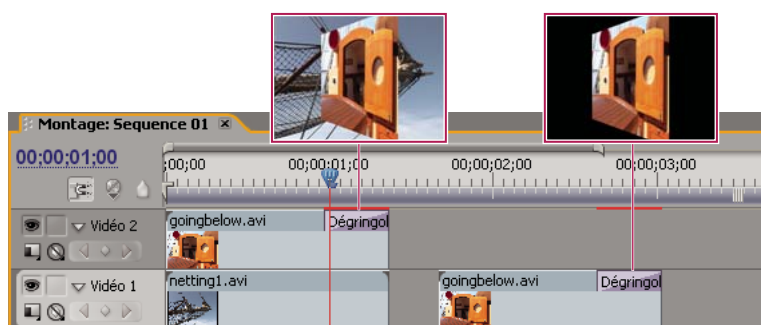 Montage: Sequence 01
00;00;01;00
;00;00 00;00;01;00 00;00;02;00 00;00;03;00
Vidéo 2
goingbelow.avi Dégringol
Vidéo 1
netting1.avi goingbelow.avi Dégringol